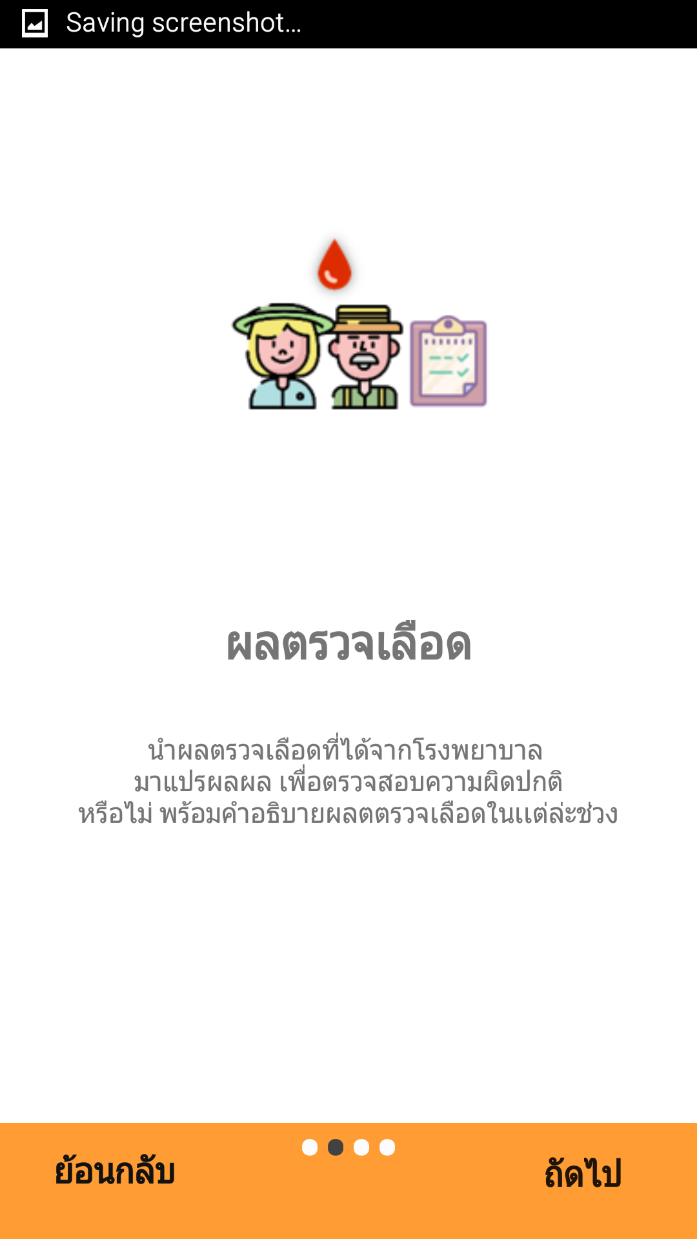 Saving screenshot...
ผลตรวจเลือด
นำผลตรวจเลือดที่ได้จากโรงพยาบาล
มาแปรผลผล เพื่อตรวจสอบความผิดปกติ
หรือไม่ พร้อมคำอธิบายผลตตรวจเลือดในแต่ล่ะช่วง
ย้อนกลับ
ถัดไป